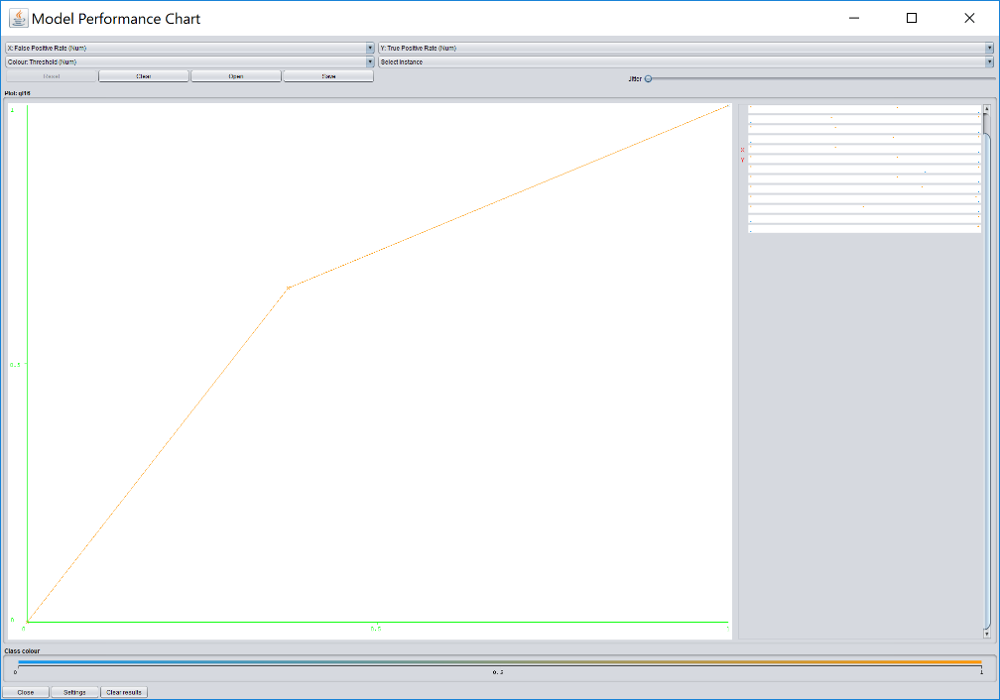 Model Performance Chart
X: False Positive Rate (Num) Y: True Positive Rate (Num)
Colour: Threshold (Num) Select Instance
Reset Clear Open Save Jitter
Plot: ql16
1
X
Y
0.5
0
0 0.5 1
Class colour
0 0.5 1
Close Settings Clear results